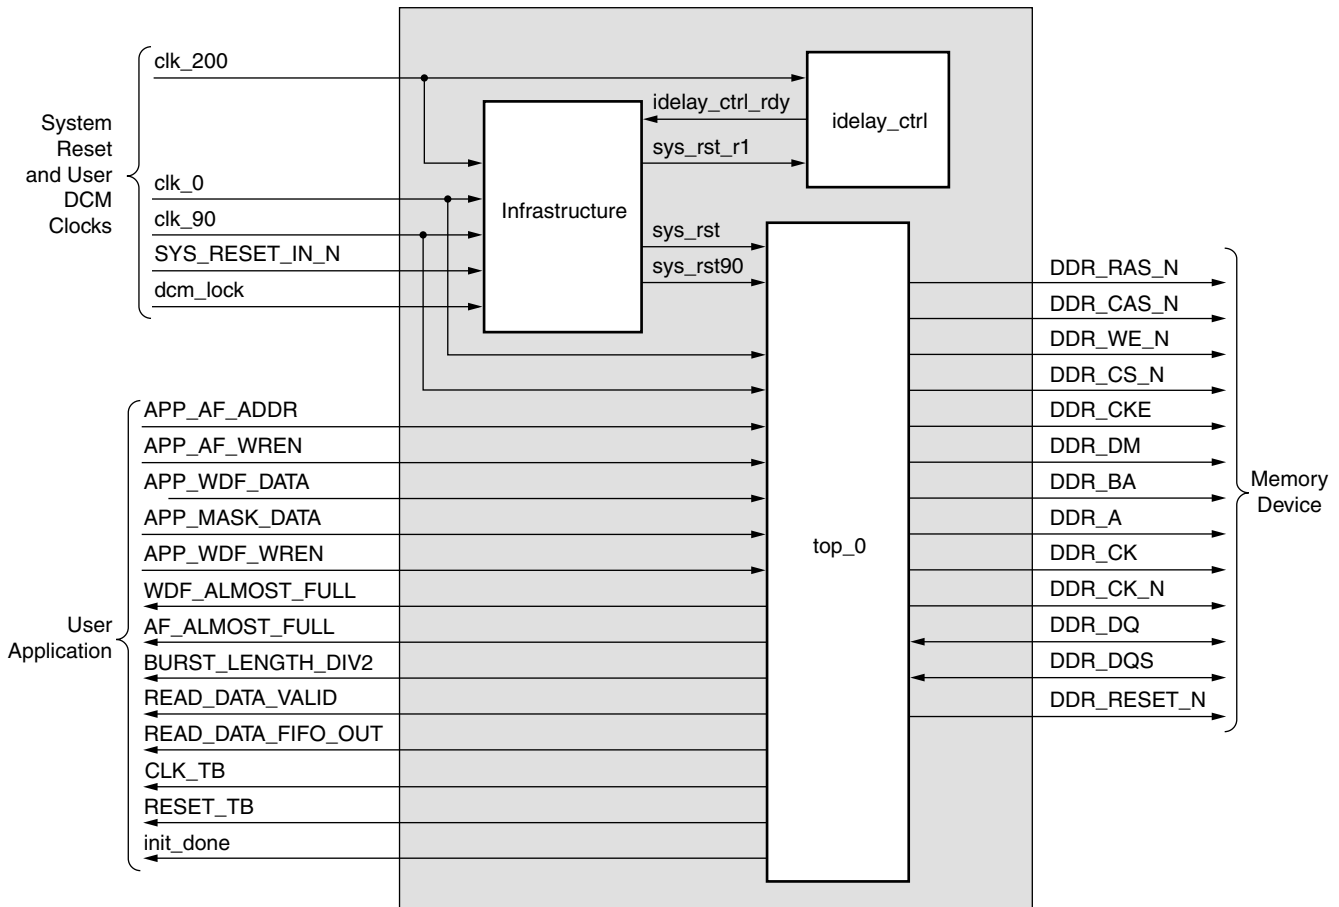 clk_200
System
Reset
and User
DCM
Clocks
clk_0
clk_90
SYS_RESET_IN_N
dcm_lock
Infrastructure
idelay_ctrl_rdy
sys_rst_r1
idelay_ctrl
sys_rst
sys_rst90
User
Application
APP_AF_ADDR
APP_AF_WREN
APP_WDF_DATA
APP_MASK_DATA
APP_WDF_WREN
WDF_ALMOST_FULL
AF_ALMOST_FULL
BURST_LENGTH_DIV2
READ_DATA_VALID
READ_DATA_FIFO_OUT
CLK_TB
RESET_TB
init_done
top_0
DDR_RAS_N
DDR_CAS_N
DDR_WE_N
DDR_CS_N
DDR_CKE
DDR_DM
DDR_BA
DDR_A
DDR_CK
DDR_CK_N
DDR_DQ
DDR_DQS
DDR_RESET_N
Memory
Device